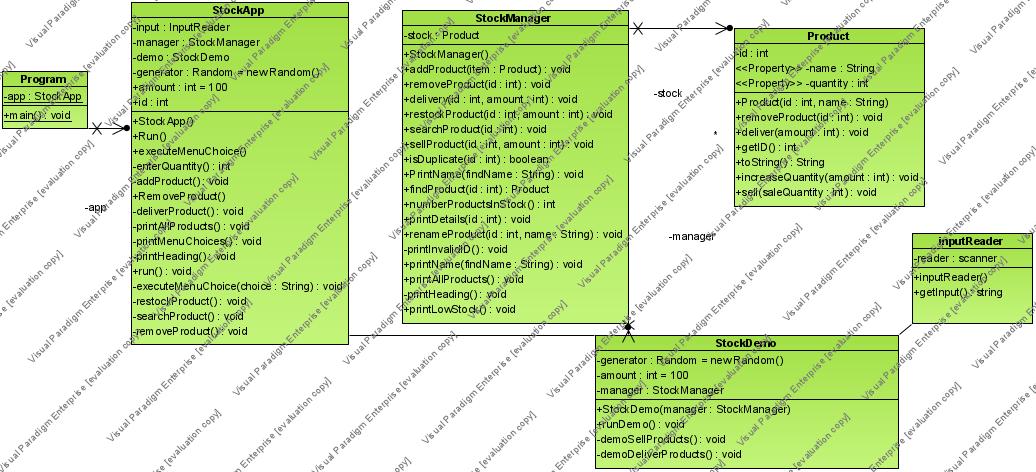 Program
-app : StockApp
+main() : void
-app
StockApp
-input : InputReader
-manager : StockManager
-demo : StockDemo
-generator : Random = newRandom()
+amount : int = 100
+id : int
+StockApp()
+Run()
+executeMenuChoice()
-enterQuantity() : int
-addProduct() : void
+RemoveProduct()
-deliverProduct() : void
-printAllProducts() : void
-printMenuChoices() : void
-printHeading() : void
+run() : void
-executeMenuChoice(choice : String) : void
-restockProduct() : void
-searchProduct() : void
-removeProduct() : void
StockManager
-stock : Product
+StockManager()
+addProduct(item : Product) : void
+removeProduct(id : int) : void
+deliver(id : int, amount : int) : void
+restockProduct(id : int, amount : int) : void
+searchProduct(id : int) : void
+sellProduct(id : int, amount : int) : void
+isDuplicate(id : int) : boolean
+PrintName(findName : String) : void
+findProduct(id : int) : Product
+numberProductsInStock() : int
+printDetails(id : int) : void
+renameProduct(id : int, name : String) : void
-printInvalidID() : void
+printName(findName : String) : void
+printAllProducts() : void
-printHeading() : void
+printLowStock() : void
-stock
*
-manager
Product
-id : int
<<Property>> -name : String
<<Property>> -quantity : int
+Product(id : int, name : String)
+removeProduct(id : int) : void
+deliver(amount : int) : void
+getID() : int
+toString() : String
+increaseQuantity(amount : int) : void
+sell(saleQuantity : int) : void
inputReader
-reader : scanner
+inputReader()
+getInput() : string
StockDemo
-generator : Random = newRandom()
-amount : int = 100
-manager : StockManager
+StockDemo(manager : StockManager)
+runDemo() : void
-demoSellProducts() : void
-demoDeliverProducts() : void
Visual Paradigm Enterprise [evaluation copy]